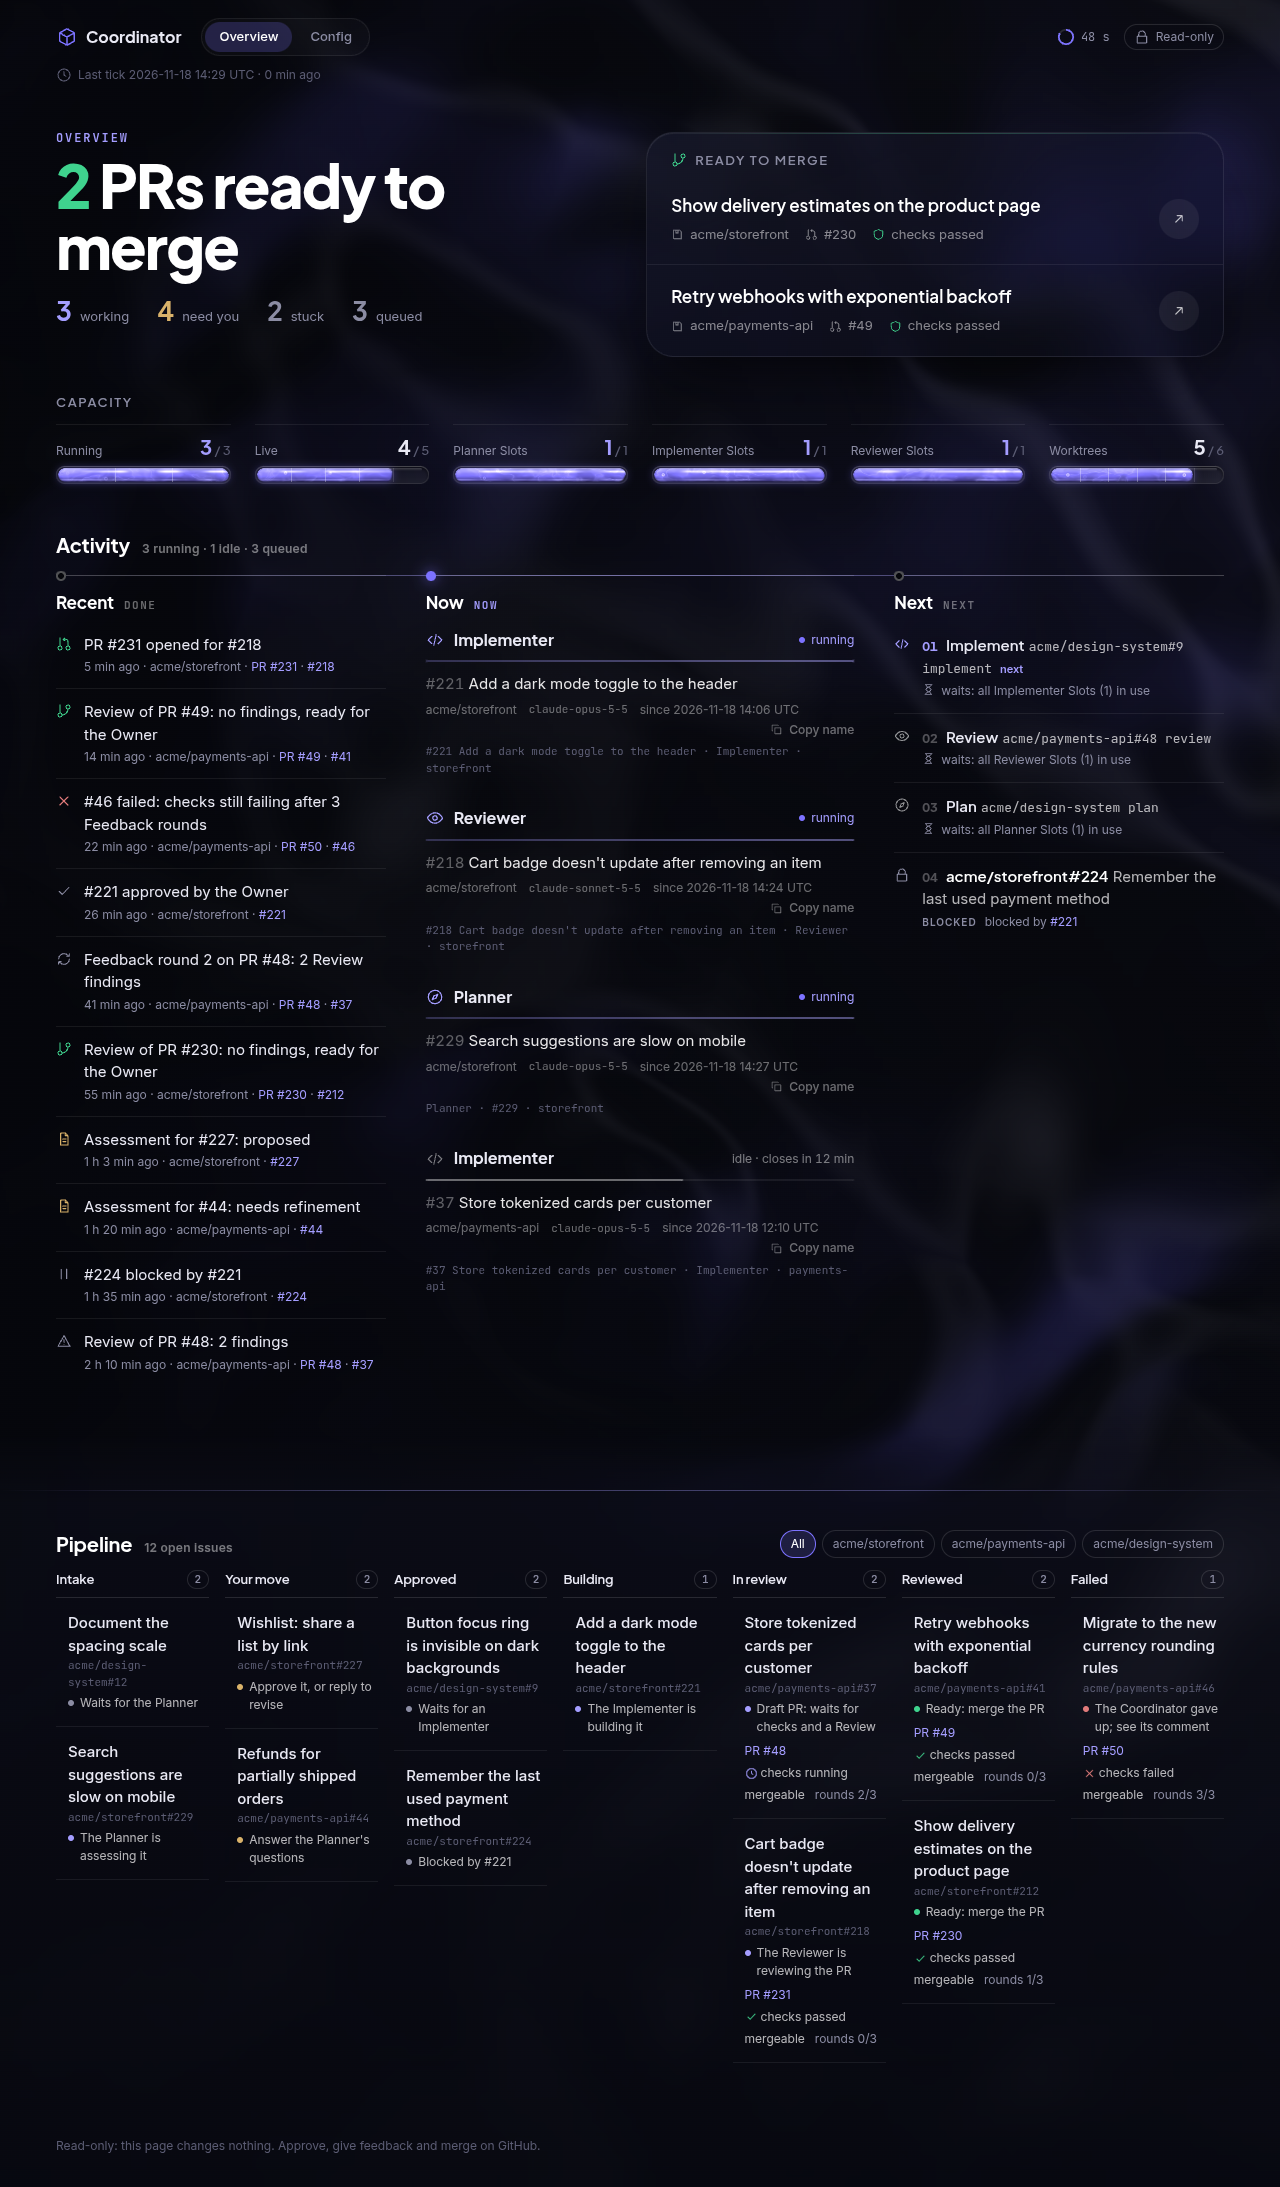 Coordinator
Overview
Config
48 s
Read-only
Last tick 2026-11-18 14:29 UTC · 0 min ago
OVERVIEW
2 PRs ready to
merge
3 working
4 need you
2 stuck
3 queued
READY TO MERGE
Show delivery estimates on the product page
acme/storefront #230 checks passed
Retry webhooks with exponential backoff
acme/payments-api #49 checks passed
CAPACITY
Running 3 / 3
Live 4 / 5
Planner Slots 1 / 1
Implementer Slots 1 / 1
Reviewer Slots 1 / 1
Worktrees 5 / 6
Activity 3 running · 1 idle · 3 queued
Recent DONE
PR #231 opened for #218
5 min ago · acme/storefront · PR #231 · #218
Review of PR #49: no findings, ready for
the Owner
14 min ago · acme/payments-api · PR #49 · #41
#46 failed: checks still failing after 3
Feedback rounds
22 min ago · acme/payments-api · PR #50 · #46
#221 approved by the Owner
26 min ago · acme/storefront · #221
Feedback round 2 on PR #48: 2 Review
findings
41 min ago · acme/payments-api · PR #48 · #37
Review of PR #230: no findings, ready for
the Owner
55 min ago · acme/storefront · PR #230 · #212
Assessment for #227: proposed
1 h 3 min ago · acme/storefront · #227
Assessment for #44: needs refinement
1 h 20 min ago · acme/payments-api · #44
#224 blocked by #221
1 h 35 min ago · acme/storefront · #224
Review of PR #48: 2 findings
2 h 10 min ago · acme/payments-api · PR #48 · #37
Now NOW
Implementer running
#221 Add a dark mode toggle to the header
acme/storefront claude-opus-5-5 since 2026-11-18 14:06 UTC
Copy name
#221 Add a dark mode toggle to the header · Implementer ·
storefront
Reviewer running
#218 Cart badge doesn't update after removing an item
acme/storefront claude-sonnet-5-5 since 2026-11-18 14:24 UTC
Copy name
#218 Cart badge doesn't update after removing an item · Reviewer
· storefront
Planner running
#229 Search suggestions are slow on mobile
acme/storefront claude-opus-5-5 since 2026-11-18 14:27 UTC
Copy name
Planner · #229 · storefront
Implementer idle · closes in 12 min
#37 Store tokenized cards per customer
acme/payments-api claude-opus-5-5 since 2026-11-18 12:10 UTC
Copy name
#37 Store tokenized cards per customer · Implementer · payments-
api
Next NEXT
01 Implement acme/design-system#9
implement next
waits: all Implementer Slots (1) in use
02 Review acme/payments-api#48 review
waits: all Reviewer Slots (1) in use
03 Plan acme/design-system plan
waits: all Planner Slots (1) in use
04 acme/storefront#224 Remember the
last used payment method
BLOCKED blocked by #221
Pipeline 12 open issues
All
acme/storefront
acme/payments-api
acme/design-system
Intake 2
Document the
spacing scale
acme/design-
system#12
Waits for the Planner
Search
suggestions are
slow on mobile
acme/storefront#229
The Planner is
assessing it
Your move 2
Wishlist: share a
list by link
acme/storefront#227
Approve it, or reply to
revise
Refunds for
partially shipped
orders
acme/payments-api#44
Answer the Planner's
questions
Approved 2
Button focus ring
is invisible on dark
backgrounds
acme/design-system#9
Waits for an
Implementer
Remember the last
used payment
method
acme/storefront#224
Blocked by #221
Building 1
Add a dark mode
toggle to the
header
acme/storefront#221
The Implementer is
building it
In review 2
Store tokenized
cards per
customer
acme/payments-api#37
Draft PR: waits for
checks and a Review
PR #48
checks running
mergeable rounds 2/3
Cart badge
doesn't update
after removing an
item
acme/storefront#218
The Reviewer is
reviewing the PR
PR #231
checks passed
mergeable rounds 0/3
Reviewed 2
Retry webhooks
with exponential
backoff
acme/payments-api#41
Ready: merge the PR
PR #49
checks passed
mergeable rounds 0/3
Show delivery
estimates on the
product page
acme/storefront#212
Ready: merge the PR
PR #230
checks passed
mergeable rounds 1/3
Failed 1
Migrate to the new
currency rounding
rules
acme/payments-api#46
The Coordinator gave
up; see its comment
PR #50
checks failed
mergeable rounds 3/3
Read-only: this page changes nothing. Approve, give feedback and merge on GitHub.